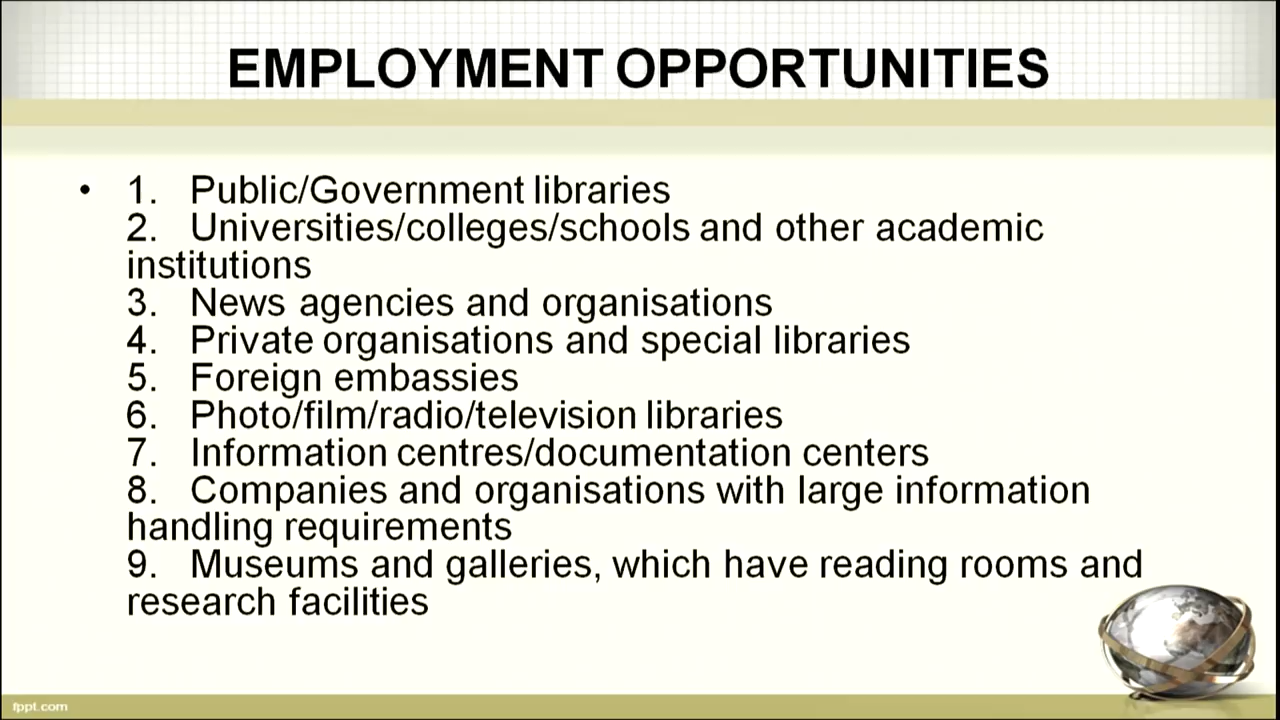 EMPLOYMENT OPPORTUNITIES
• 1. Public/Government libraries
2. Universities/colleges/schools and other academic
institutions
3. News agencies and organisations
4. Private organisations and special libraries
5. Foreign embassies
6. Photo/film/radio/television libraries
7. Information centres/documentation centers
8. Companies and organisations with large information
handling requirements
9. Museums and galleries, which have reading rooms and
research facilities
fppt.com